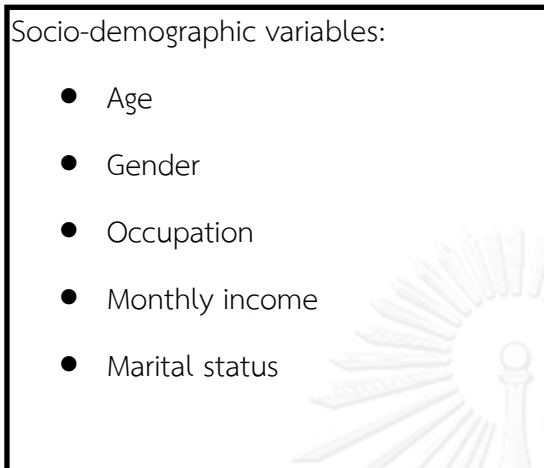 Socio-demographic variables:
● Age
● Gender
● Occupation
● Monthly income
● Marital status